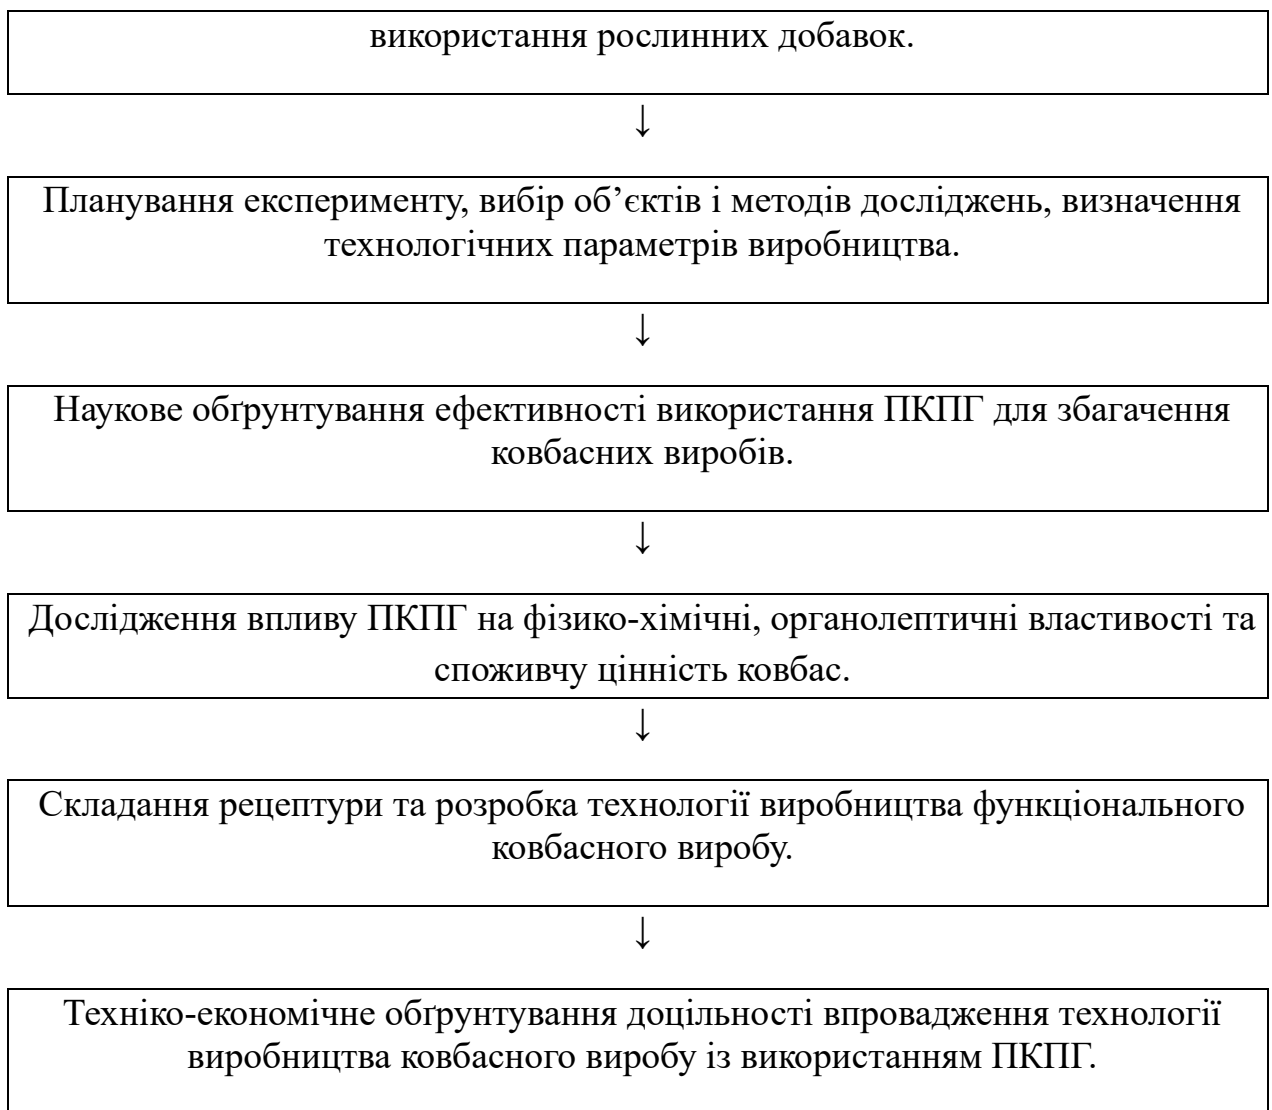 використання рослинних добавок.
↓
Планування експерименту, вибір об’єктів і методів досліджень, визначення
технологічних параметрів виробництва.
↓
Наукове обґрунтування ефективності використання ПКПГ для збагачення
ковбасних виробів.
↓
Дослідження впливу ПКПГ на фізико-хімічні, органолептичні властивості та
споживчу цінність ковбас.
↓
Складання рецептури та розробка технології виробництва функціонального
ковбасного виробу.
↓
Техніко-економічне обґрунтування доцільності впровадження технології
виробництва ковбасного виробу із використанням ПКПГ.